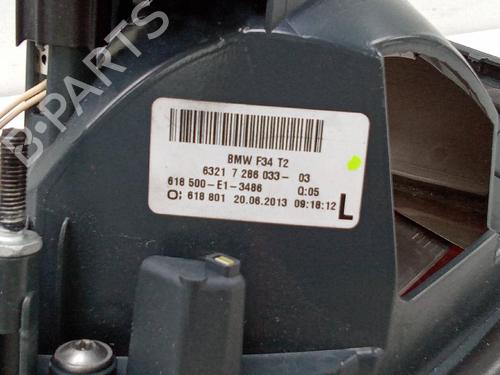 BMW F34 T2
6321 7 286 033- 03
618 500-E1-3486 Q:05
O: 618 801 20.06.2013 09:18:12 L
B-PARTS